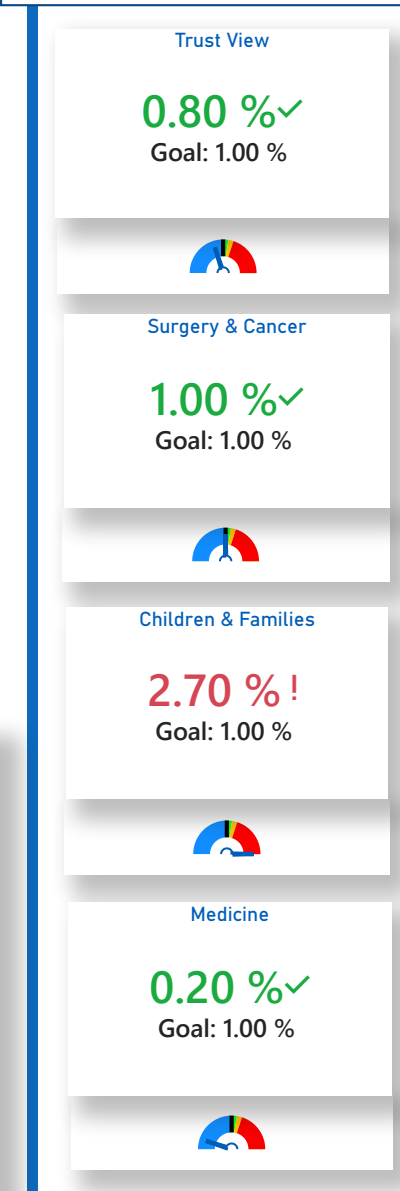 Trust View
0.80 %✓
Goal: 1.00 %
Surgery & Cancer
1.00 %✓
Goal: 1.00 %
Children & Families
2.70 % !
Goal: 1.00 %
Medicine
0.20 %✓
Goal: 1.00 %